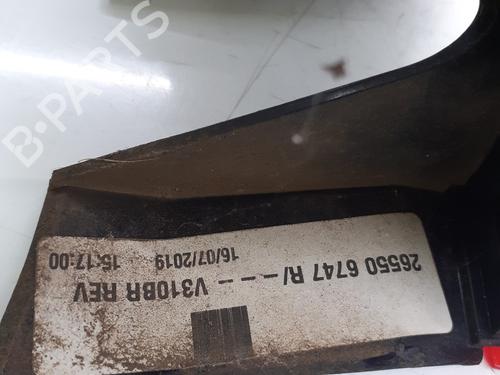 B-PARTS
26550 6747 R/ - - - V310BR REV
16/07/2019 15:17:00